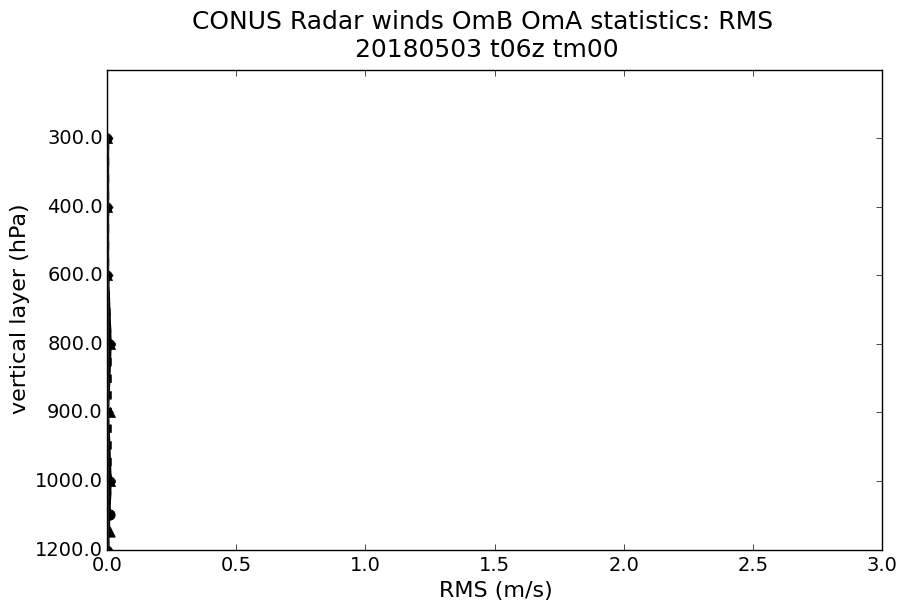 CONUS Radar winds OmB OmA statistics: RMS
20180503 t06z tm00
vertical layer (hPa)
300.0
400.0
600.0
800.0
900.0
1000.0
1200.0
0.0 0.5 1.0 1.5 2.0 2.5 3.0
RMS (m/s)